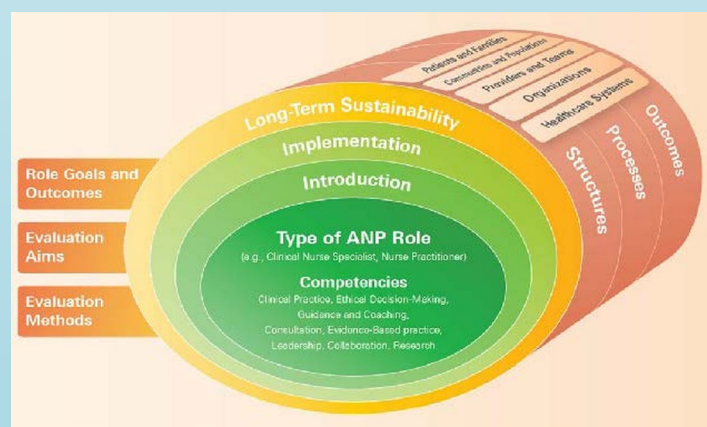 Patients and Families
Communities and Populations
Providers and Teams
Organizations
Healthcare Systems
Structures
Processes
Outcomes
Long-Term Sustainability
Implementation
Introduction
Type of ANP Role
(e.g., Clinical Nurse Specialist, Nurse Practitioner)
Competencies
Clinical Practice, Ethical Decision-Making,
Guidance and Coaching,
Consultation, Evidence-Based practice,
Leadership, Collaboration, Research
Role Goals and
Outcomes
Evaluation
Aims
Evaluation
Methods